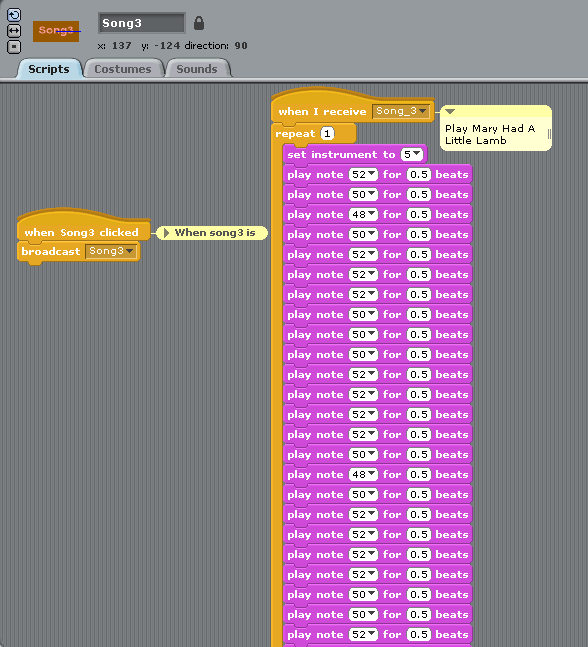 Song3
Song3
x: 137 y: -124 direction: 90
Scripts Costumes Sounds
when Song3 clicked
broadcast Song3
When song3 is
when I receive Song_3
Play Mary Had A
Little Lamb
repeat 1
set instrument to 5
play note 52 for 0.5 beats
play note 50 for 0.5 beats
play note 48 for 0.5 beats
play note 50 for 0.5 beats
play note 52 for 0.5 beats
play note 52 for 0.5 beats
play note 52 for 0.5 beats
play note 50 for 0.5 beats
play note 50 for 0.5 beats
play note 50 for 0.5 beats
play note 52 for 0.5 beats
play note 52 for 0.5 beats
play note 52 for 0.5 beats
play note 52 for 0.5 beats
play note 50 for 0.5 beats
play note 48 for 0.5 beats
play note 50 for 0.5 beats
play note 52 for 0.5 beats
play note 52 for 0.5 beats
play note 52 for 0.5 beats
play note 52 for 0.5 beats
play note 50 for 0.5 beats
play note 50 for 0.5 beats
play note 52 for 0.5 beats